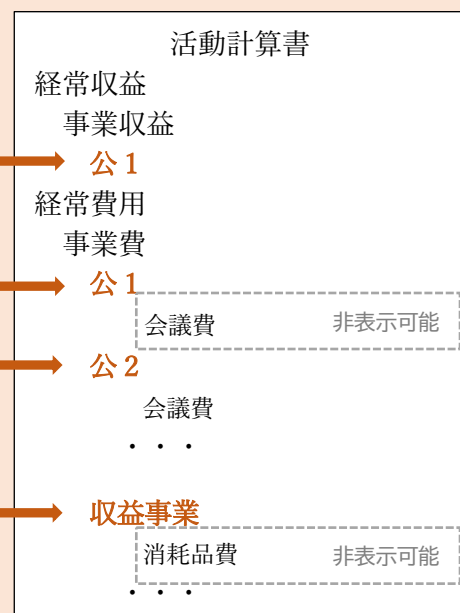 活動計算書
経常収益
事業収益
公1
経常費用
事業費
公1
会議費 非表示可能
公2
会議費
・・・
収益事業
消耗品費 非表示可能
・・・